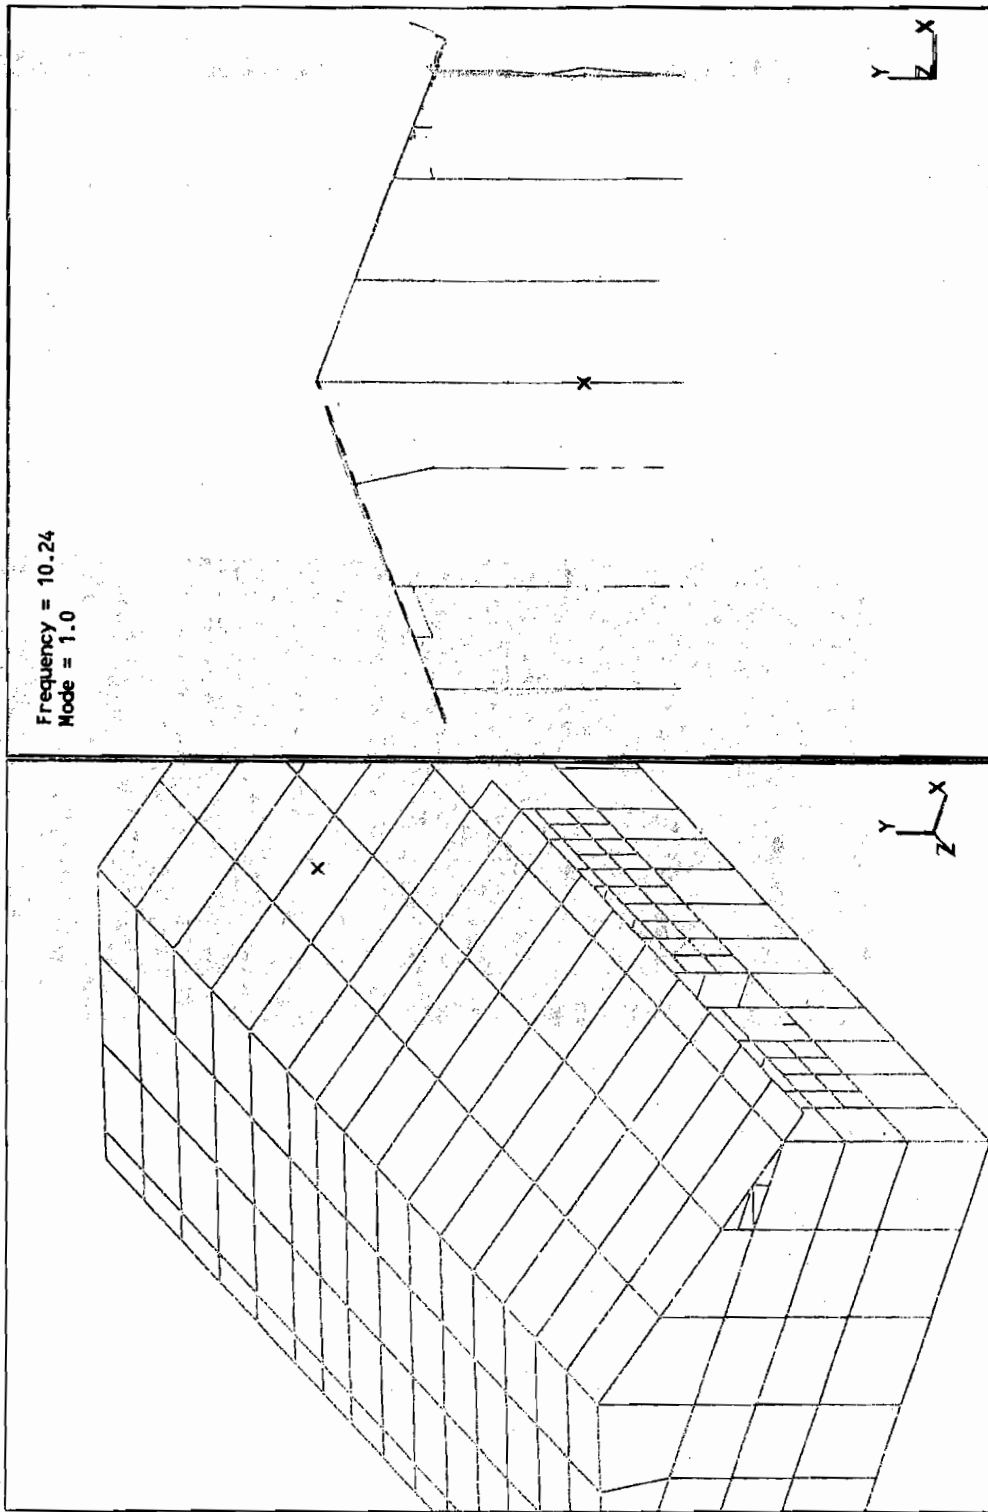 Frequency = 10.24
Mode = 1.0
Y
Z
X
Y
Z
X